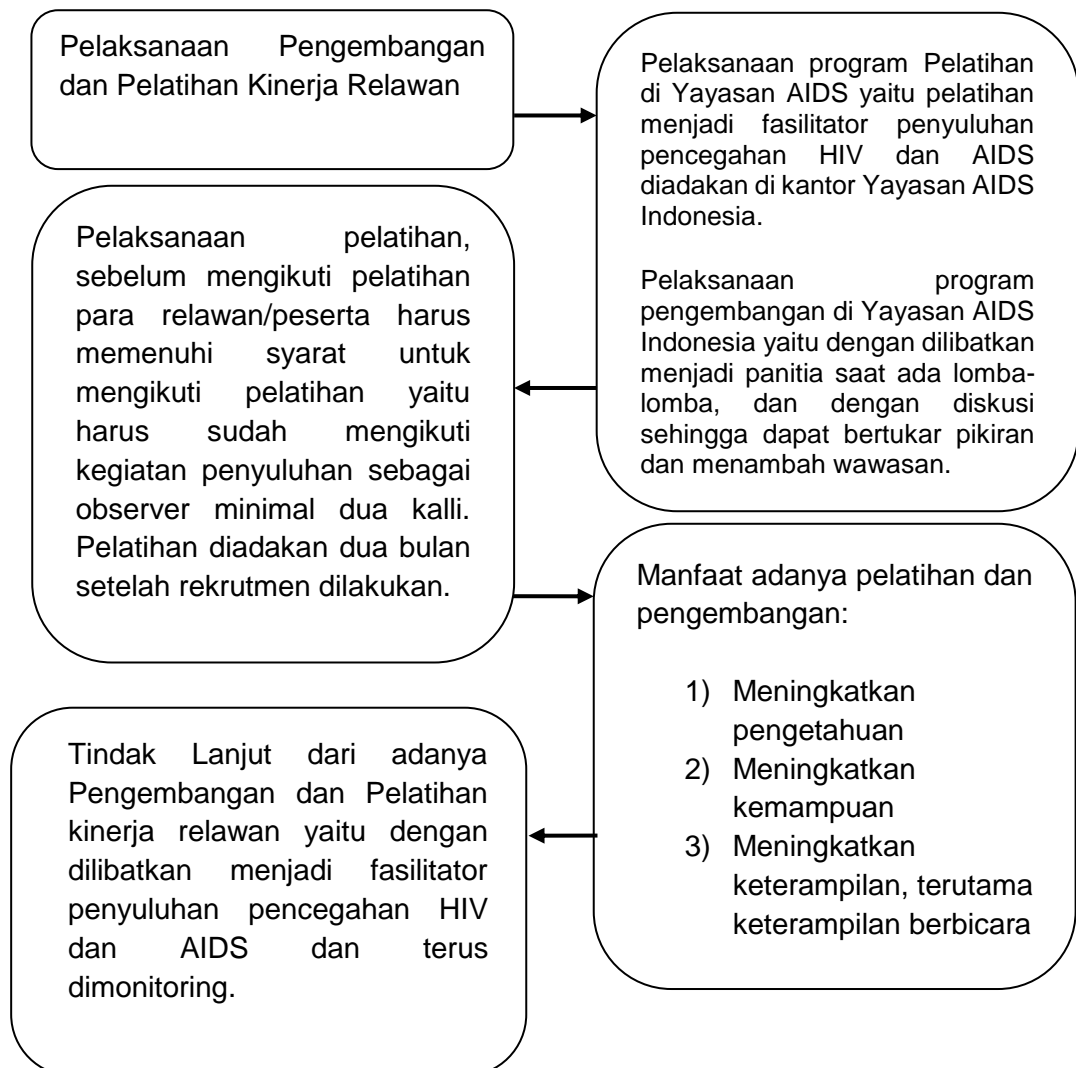 Pelaksanaan Pengembangan
dan Pelatihan Kinerja Relawan
Pelaksanaan program Pelatihan
di Yayasan AIDS yaitu pelatihan
menjadi fasilitator penyuluhan
pencegahan HIV dan AIDS
diadakan di kantor Yayasan AIDS
Indonesia.
Pelaksanaan program
pengembangan di Yayasan AIDS
Indonesia yaitu dengan dilibatkan
menjadi panitia saat ada lomba-
lomba, dan dengan diskusi
sehingga dapat bertukar pikiran
dan menambah wawasan.
Pelaksanaan pelatihan,
sebelum mengikuti pelatihan
para relawan/peserta harus
memenuhi syarat untuk
mengikuti pelatihan yaitu
harus sudah mengikuti
kegiatan penyuluhan sebagai
observer minimal dua kalli.
Pelatihan diadakan dua bulan
setelah rekrutmen dilakukan.
Manfaat adanya pelatihan dan
pengembangan:
1) Meningkatkan
pengetahuan
2) Meningkatkan
kemampuan
3) Meningkatkan
keterampilan, terutama
keterampilan berbicara
Tindak Lanjut dari adanya
Pengembangan dan Pelatihan
kinerja relawan yaitu dengan
dilibatkan menjadi fasilitator
penyuluhan pencegahan HIV
dan AIDS dan terus
dimonitoring.